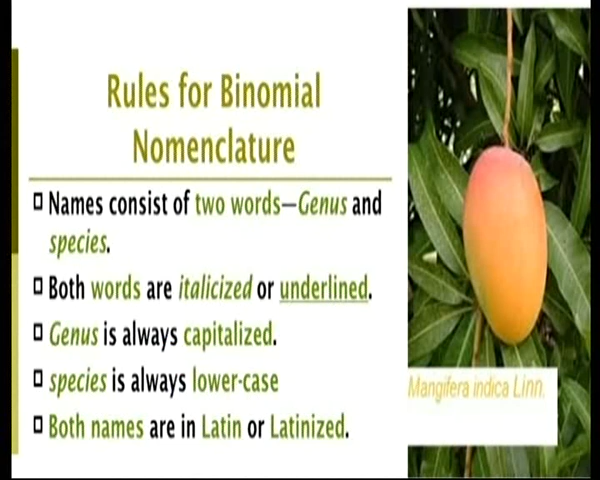 Rules for Binomial
Nomenclature
Names consist of two words—Genus and
species.
Both words are italicized or underlined.
Genus is always capitalized.
species is always lower-case
Both names are in Latin or Latinized.
Mangifera indica Linn.